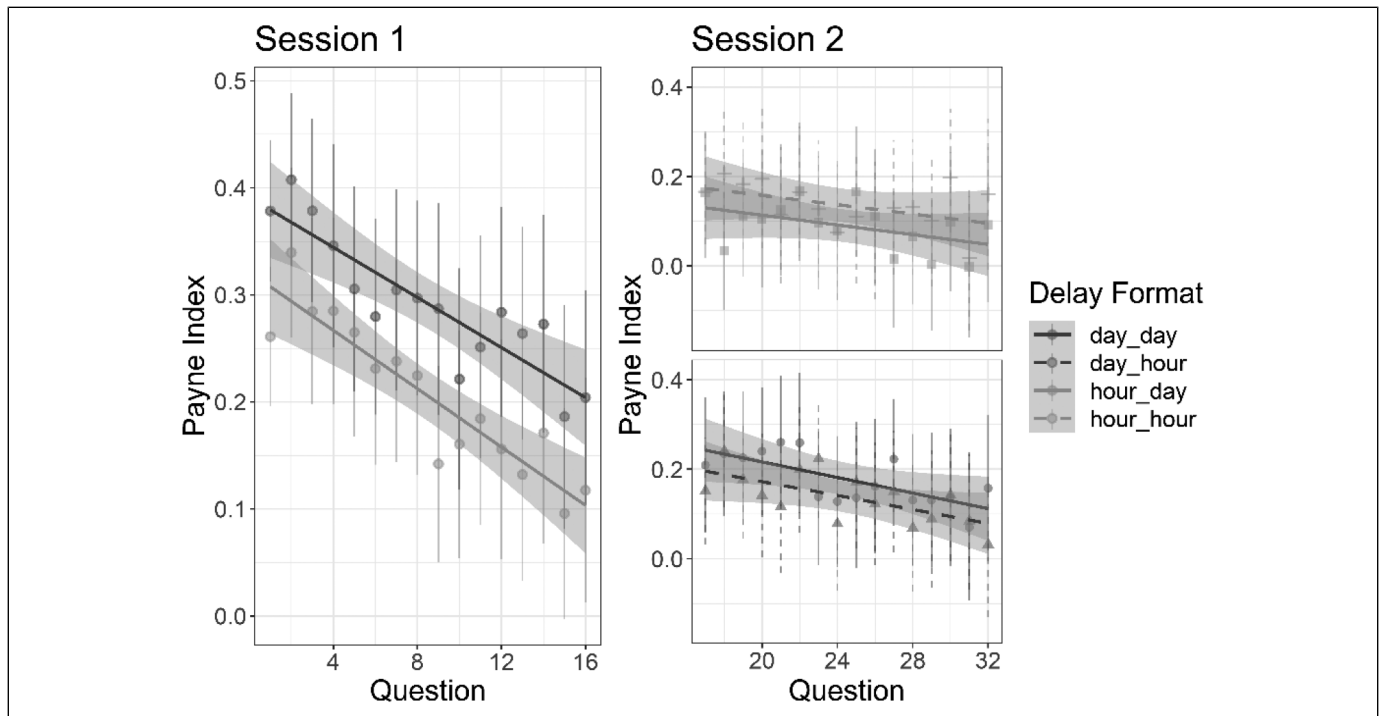 Session 1
Session 2
0.5
0.4
0.3
0.2
0.1
0.0
Payne Index
4
8
12
16
Question
0.4
0.2
0.0
0.4
0.2
0.0
Payne Index
20
24
28
32
Question
Delay Format
day_day
day_hour
hour_day
hour_hour